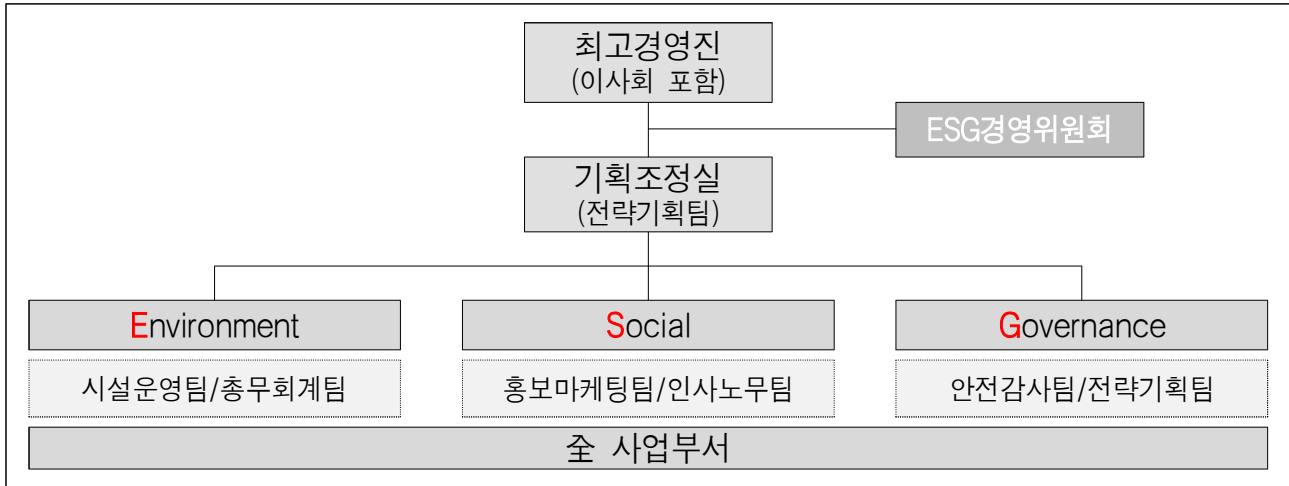 최고경영진
(이사회 포함)
ESG경영위원회
기획조정실
(전략기획팀)
Environment
Social
Governance
시설운영팀/총무회계팀
홍보마케팅팀/인사노무팀
안전감사팀/전략기획팀
全 사업부서